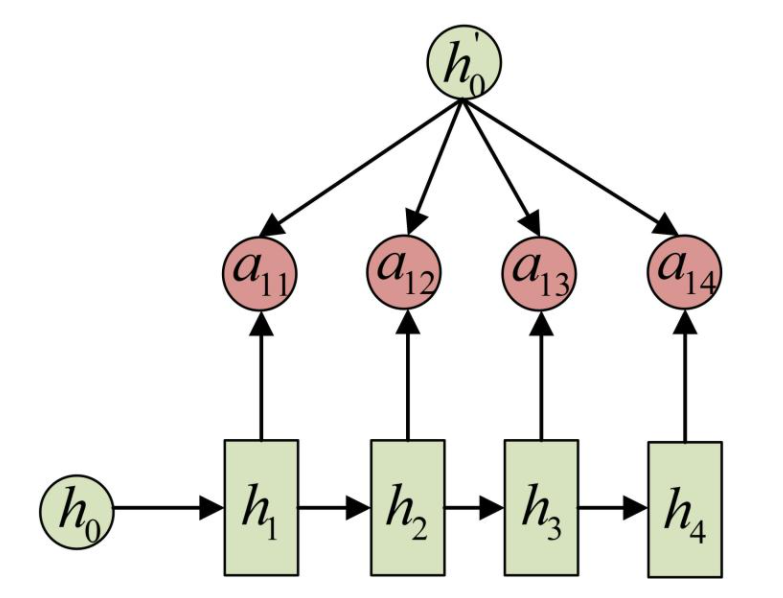 h'₀
a₁₁ a₁₂ a₁₃ a₁₄
h₀ h₁ h₂ h₃ h₄